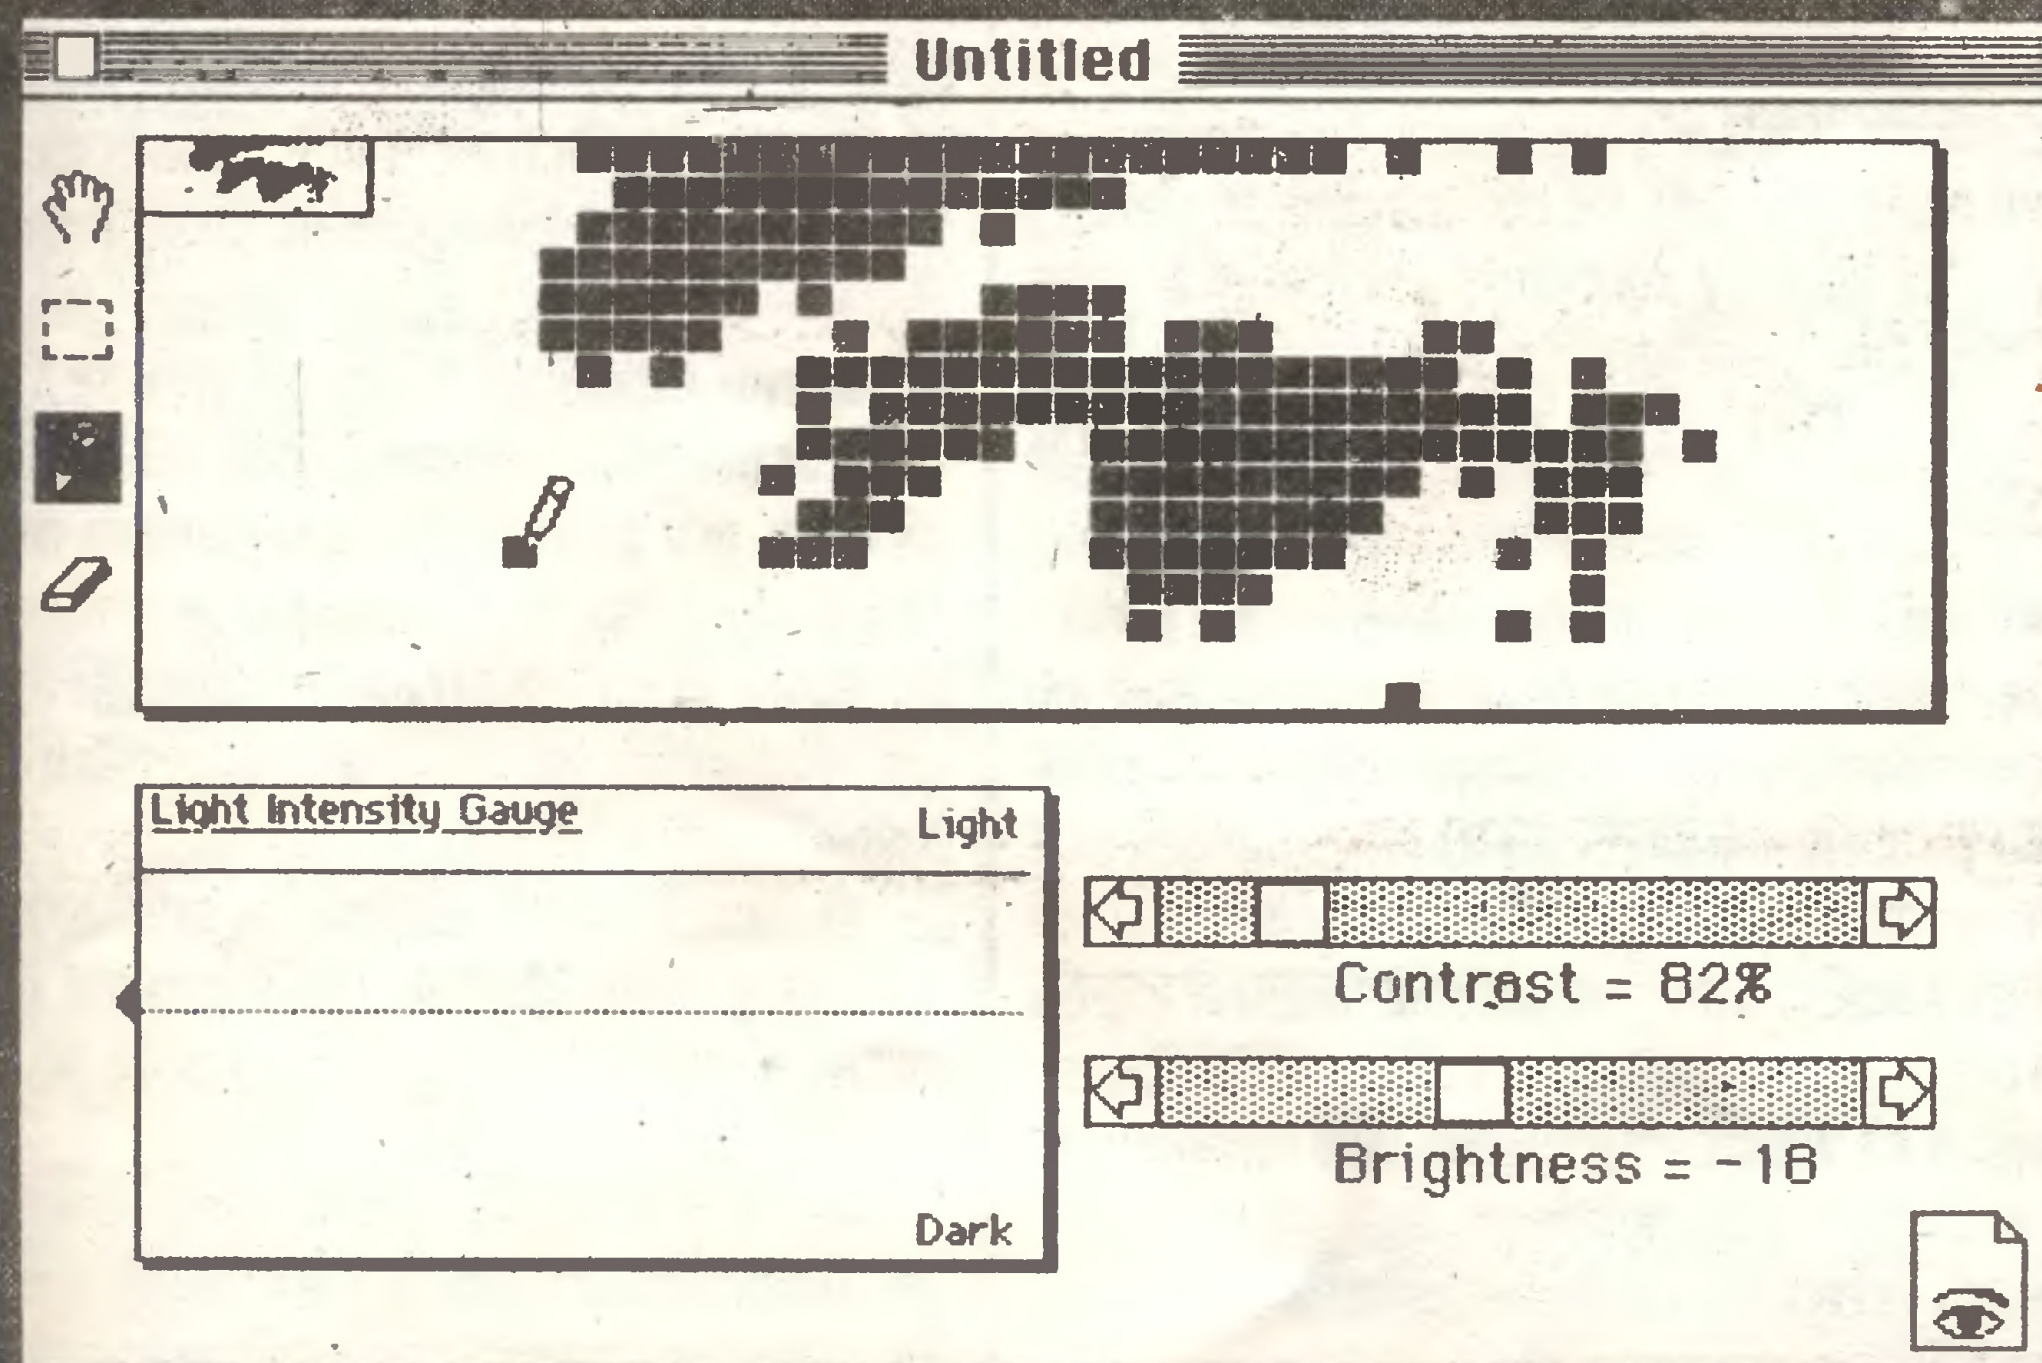 Untitled
Light Intensity Gauge
Light
Contrast = 82%
Brightness = -18
Dark